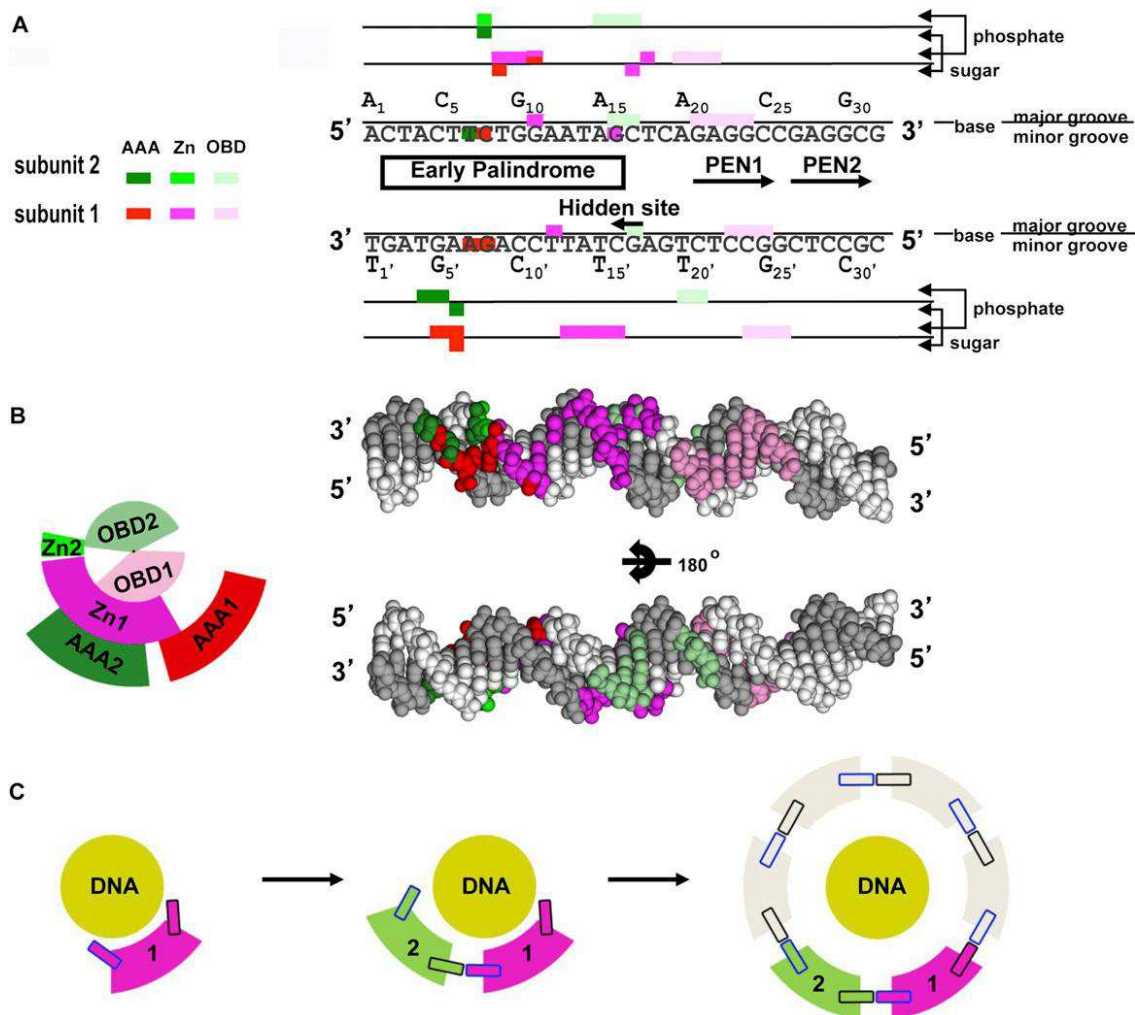 A
phosphate
sugar
A1 C5 G10 A15 A20 C25 G30
5’ ACTACTTCTGGAATAGCTCAGAGGCCGAGGCG 3’
base major groove
minor groove
AAA Zn OBD
subunit 2
subunit 1
Early Palindrome PEN1 PEN2
Hidden site
3’ TGATGAAGACCTTATCGAGTCTCCGGCTCCGC 5’
base major groove
minor groove
T1’ G5’ C10’ T15’ T20’ G25’ C30’
phosphate
sugar
B
3’ 5’
5’ 3’
OBD2
Zn2
OBD1
Zn1
AAA1
AAA2
180°
5’ 3’
3’ 5’
C
DNA DNA DNA
1 2 1 2 1